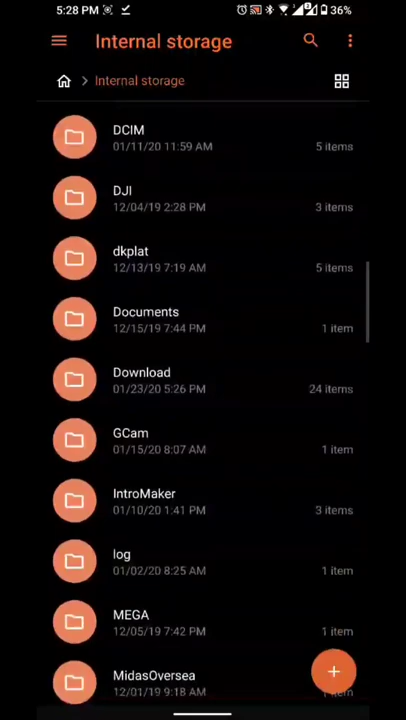 5:28 PM 36%
Internal storage
Internal storage
DCIM
01/11/20 11:59 AM 5 items
DJI
12/04/19 2:28 PM 3 items
dkplat
12/13/19 7:19 AM 5 items
Documents
12/15/19 7:44 PM 1 item
Download
01/23/20 5:26 PM 24 items
GCam
01/15/20 8:07 AM 1 item
IntroMaker
01/10/20 1:41 PM 3 items
log
01/02/20 8:25 AM 1 item
MEGA
12/05/19 7:42 PM 1 item
MidasOversea
12/01/19 9:18 AM 1 item